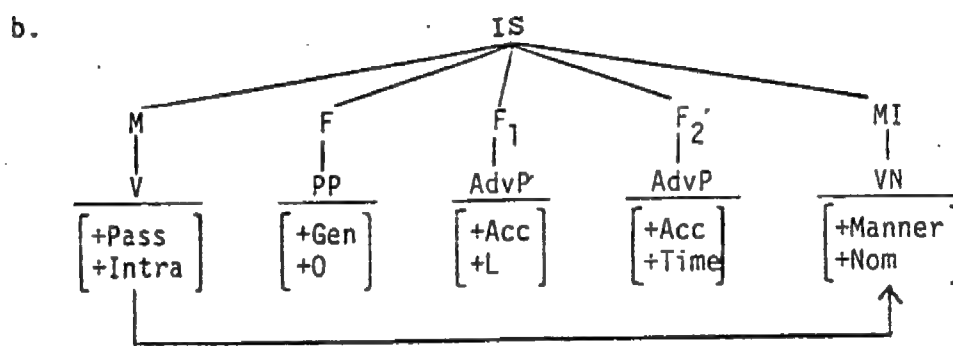 b. IS
M F F1 F2 MI
V PP AdvP AdvP VN
[+Pass [+Gen] [+Acc] [+Acc [+Manner
+Intra] +O] +L] +Time] +Nom]